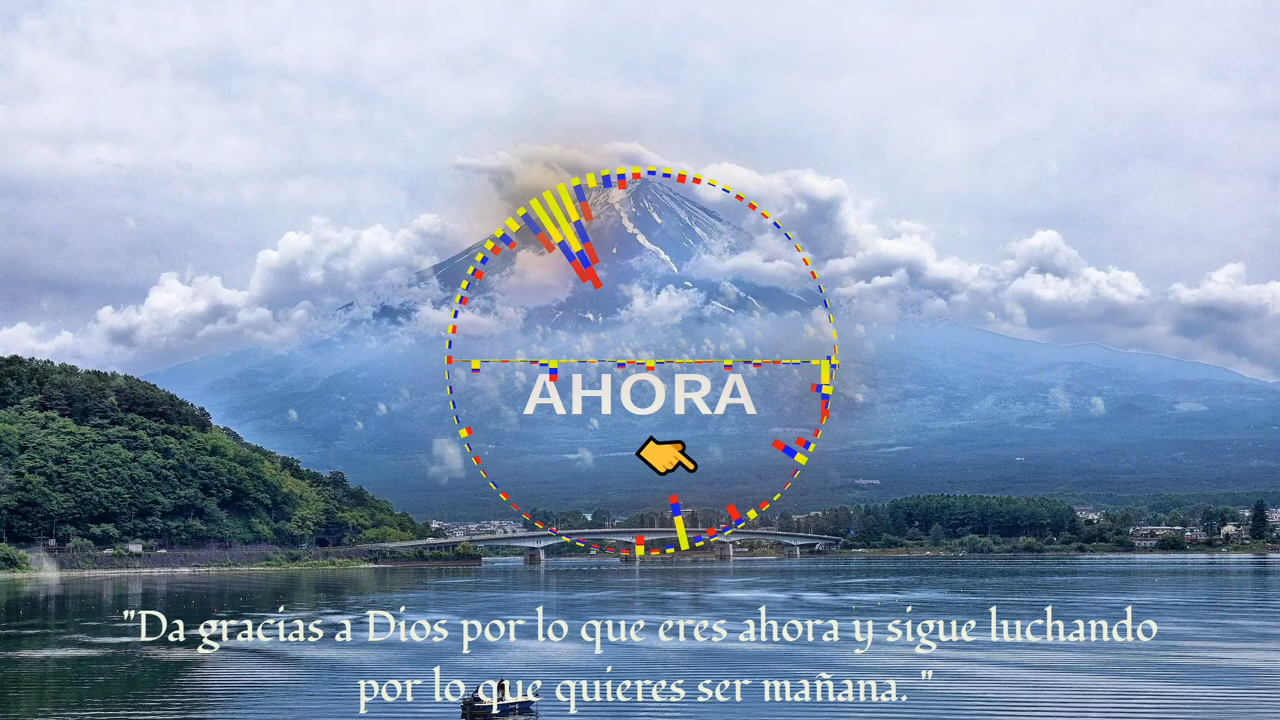 AHORA
"Da gracias a Dios por lo que eres ahora y sigue luchando
por lo que quieres ser mañana. "